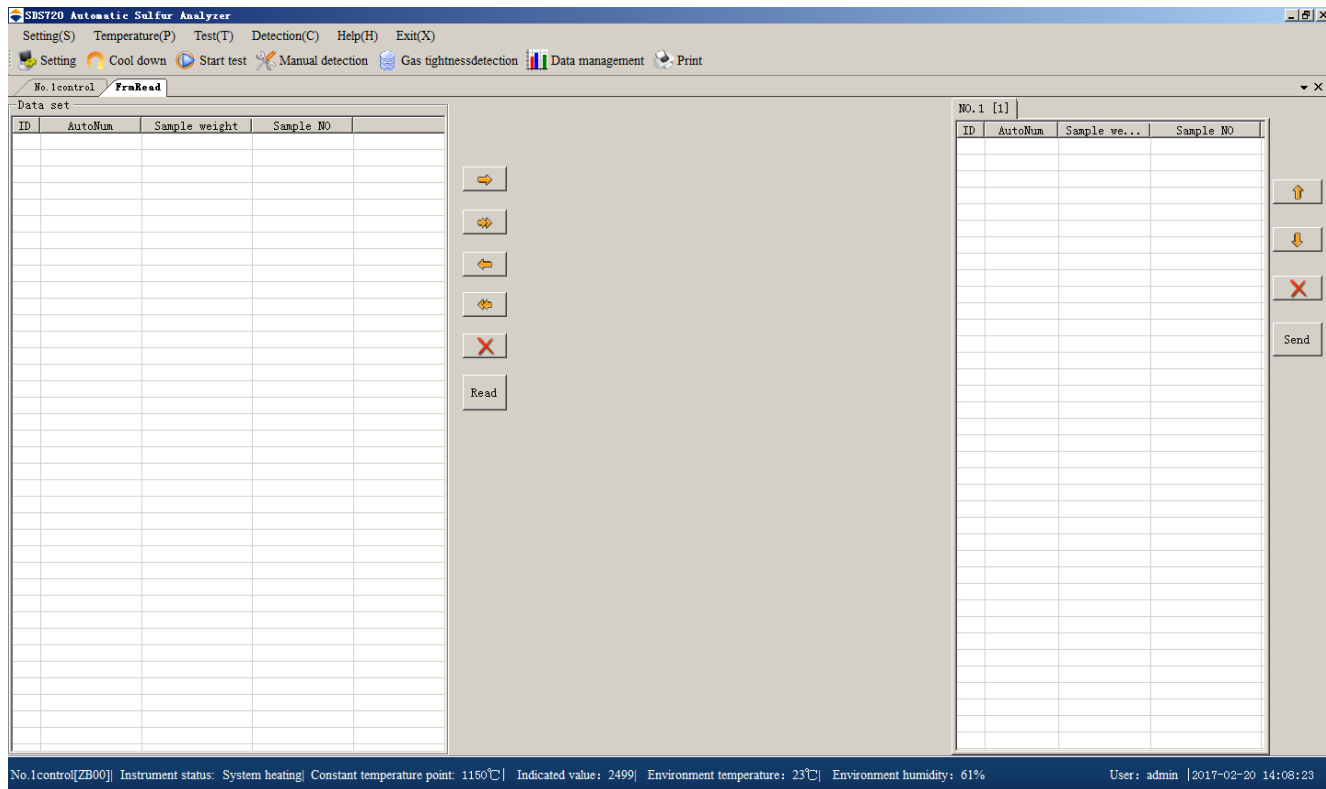 SDS720 Automatic Sulfur Analyzer
Setting(S) Temperature(P) Test(T) Detection(C) Help(H) Exit(X)
Setting Cool down Start test Manual detection Gas tightnessdetection Data management Print
No.1control FrmRead
Data set
ID AutoNum Sample weight Sample NO
Read
NO.1 [1]
ID AutoNum Sample we... Sample NO
Send
No.1control[ZB00]| Instrument status: System heating| Constant temperature point: 1150℃| Indicated value: 2499| Environment temperature: 23℃| Environment humidity: 61% User: admin |2017-02-20 14:08:23